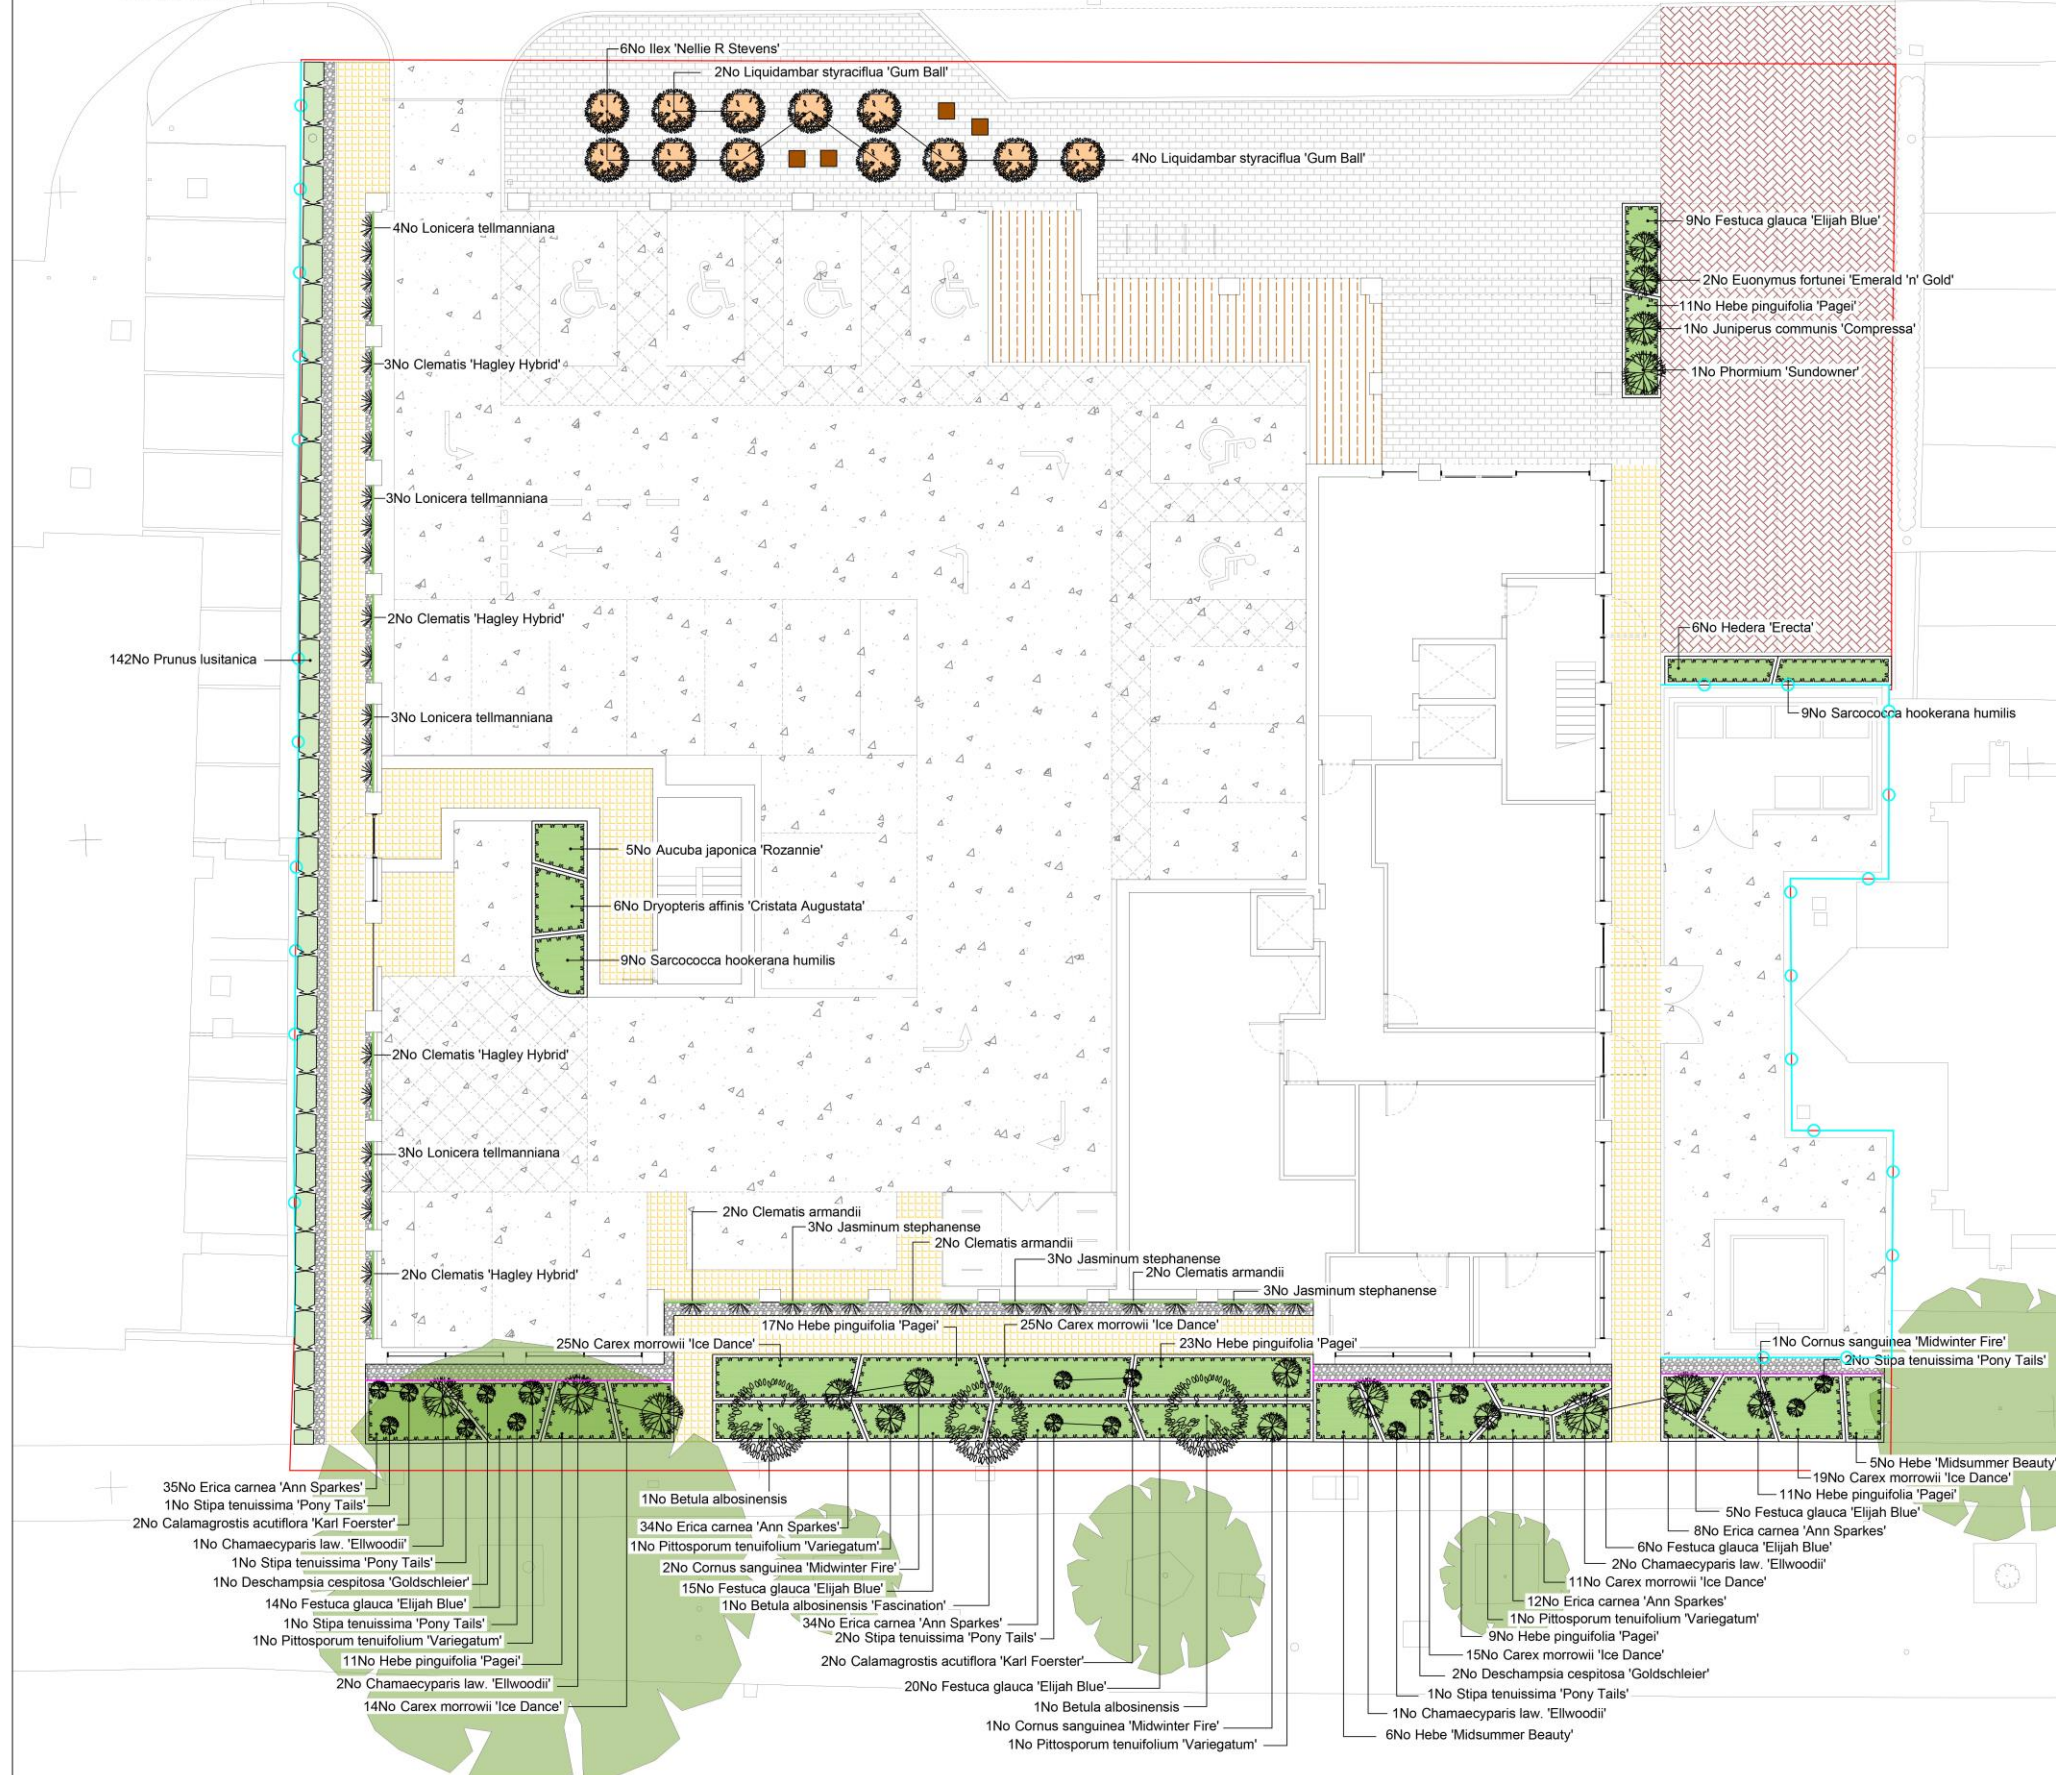 6No Ilex 'Nellie R Stevens'
2No Liquidambar styraciflua 'Gum Ball'
4No Liquidambar styraciflua 'Gum Ball'
4No Lonicera tellmanniana
9No Festuca glauca 'Elijah Blue'
2No Euonymus fortunei 'Emerald 'n' Gold'
11No Hebe pinguifolia 'Pagei'
1No Juniperus communis 'Compressa'
3No Clematis 'Hagley Hybrid'
1No Phormium 'Sundowner'
3No Lonicera tellmanniana
2No Clematis 'Hagley Hybrid'
6No Hedera 'Erecta'
142No Prunus lusitanica
3No Lonicera tellmanniana
9No Sarcococca hookerana humilis
5No Aucuba japonica 'Rozannie'
6No Dryopteris affinis 'Cristata Augustata'
9No Sarcococca hookerana humilis
2No Clematis 'Hagley Hybrid'
3No Lonicera tellmanniana
2No Clematis armandii
3No Jasminum stephanense
2No Clematis armandii
3No Jasminum stephanense
2No Clematis armandii
2No Clematis 'Hagley Hybrid'
3No Jasminum stephanense
17No Hebe pinguifolia 'Pagei'
25No Carex morrowii 'Ice Dance'
25No Carex morrowii 'Ice Dance'
23No Hebe pinguifolia 'Pagei'
1No Cornus sanguinea 'Midwinter Fire'
2No Stipa tenuissima 'Pony Tails'
35No Erica carnea 'Ann Sparkes'
1No Stipa tenuissima 'Pony Tails'
2No Calamagrostis acutiflora 'Karl Foerster'
1No Chamaecyparis law. 'Ellwoodii'
1No Stipa tenuissima 'Pony Tails'
1No Deschampsia cespitosa 'Goldschleier'
14No Festuca glauca 'Elijah Blue'
1No Stipa tenuissima 'Pony Tails'
1No Pittosporum tenuifolium 'Variegatum'
11No Hebe pinguifolia 'Pagei'
2No Chamaecyparis law. 'Ellwoodii'
14No Carex morrowii 'Ice Dance'
1No Betula albosinensis
34No Erica carnea 'Ann Sparkes'
1No Pittosporum tenuifolium 'Variegatum'
2No Cornus sanguinea 'Midwinter Fire'
15No Festuca glauca 'Elijah Blue'
1No Betula albosinensis 'Fascination'
34No Erica carnea 'Ann Sparkes'
2No Stipa tenuissima 'Pony Tails'
2No Calamagrostis acutiflora 'Karl Foerster'
20No Festuca glauca 'Elijah Blue'
1No Betula albosinensis
1No Cornus sanguinea 'Midwinter Fire'
1No Pittosporum tenuifolium 'Variegatum'
5No Hebe 'Midsummer Beauty'
19No Carex morrowii 'Ice Dance'
11No Hebe pinguifolia 'Pagei'
5No Festuca glauca 'Elijah Blue'
8No Erica carnea 'Ann Sparkes'
6No Festuca glauca 'Elijah Blue'
2No Chamaecyparis law. 'Ellwoodii'
11No Carex morrowii 'Ice Dance'
12No Erica carnea 'Ann Sparkes'
1No Pittosporum tenuifolium 'Variegatum'
9No Hebe pinguifolia 'Pagei'
15No Carex morrowii 'Ice Dance'
2No Deschampsia cespitosa 'Goldschleier'
1No Stipa tenuissima 'Pony Tails'
1No Chamaecyparis law. 'Ellwoodii'
6No Hebe 'Midsummer Beauty'